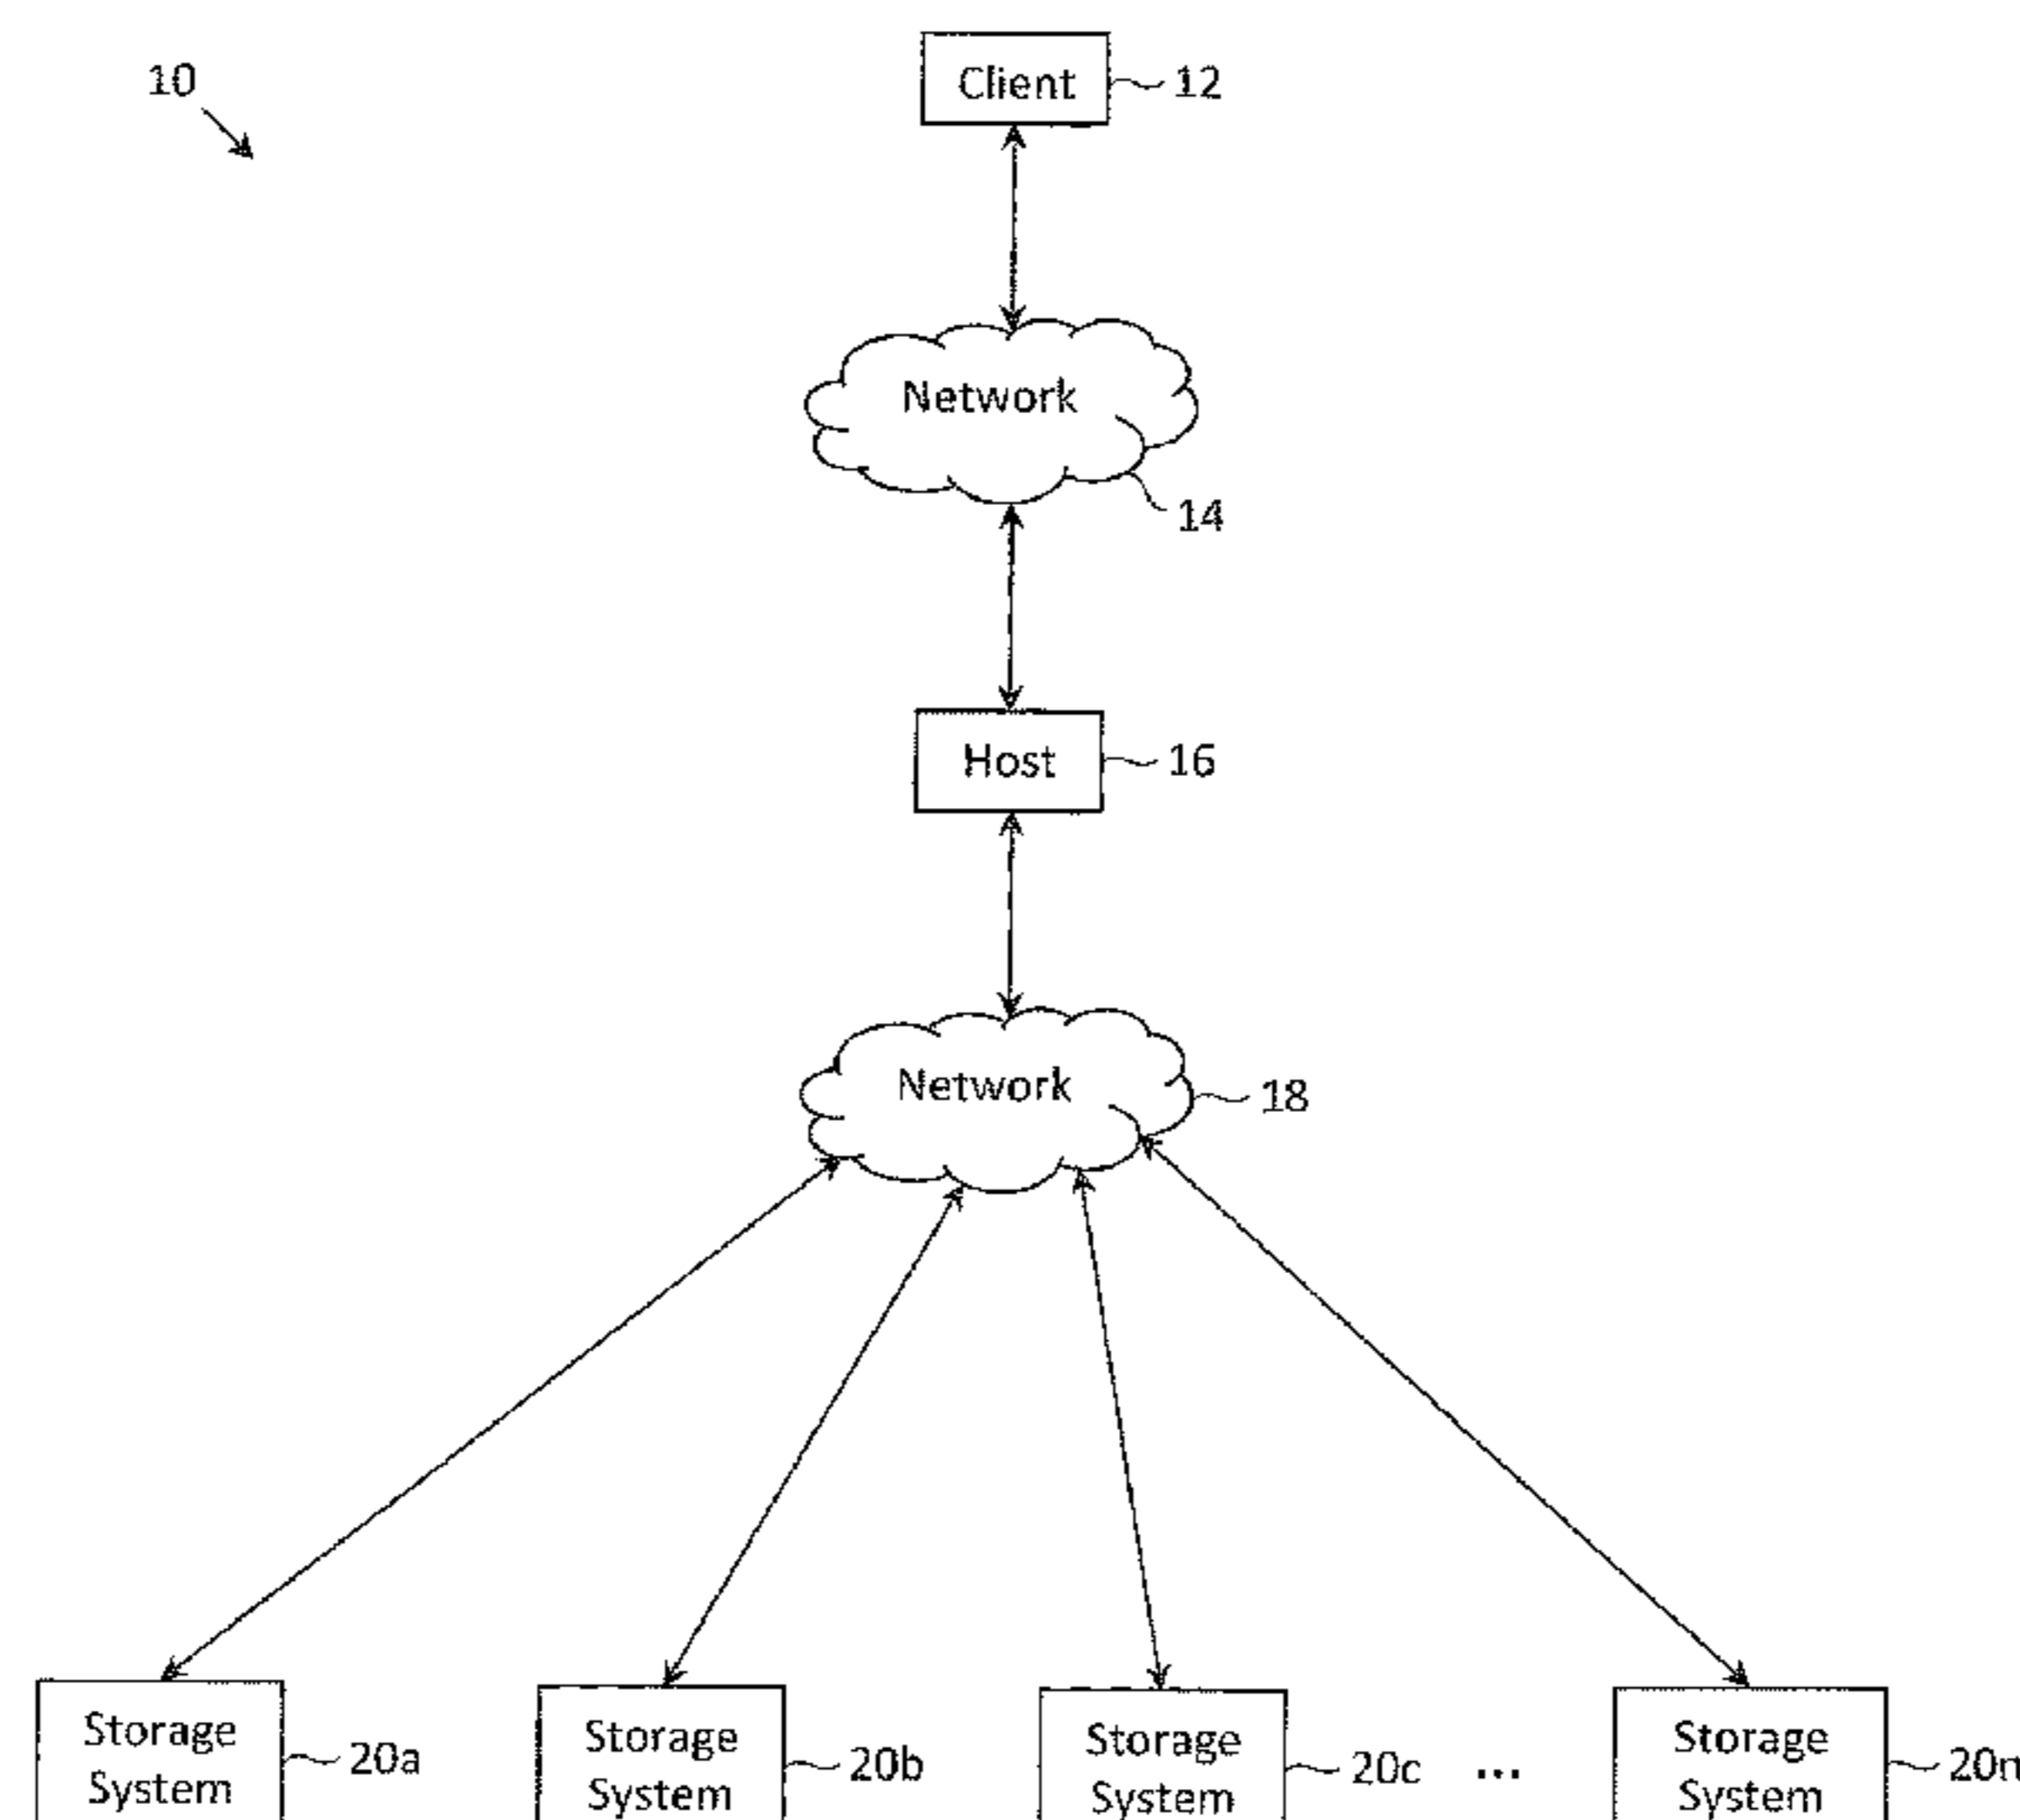 10
Client
12
Network
14
Host
16
Network
18
Storage
System
20a
Storage
System
20b
Storage
System
20c
...
Storage
System
20n